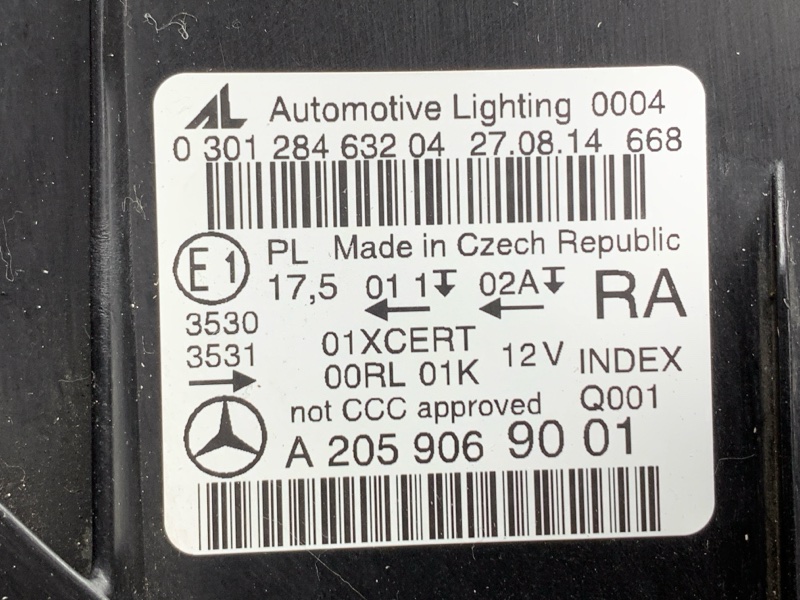 AL Automotive Lighting 0004
0 301 284 632 04 27.08.14 668
E1 PL Made in Czech Republic
17,5 01 1 02A RA
3530
3531 01XCERT 12V INDEX
00RL 01K
not CCC approved Q001
A 205 906 90 01